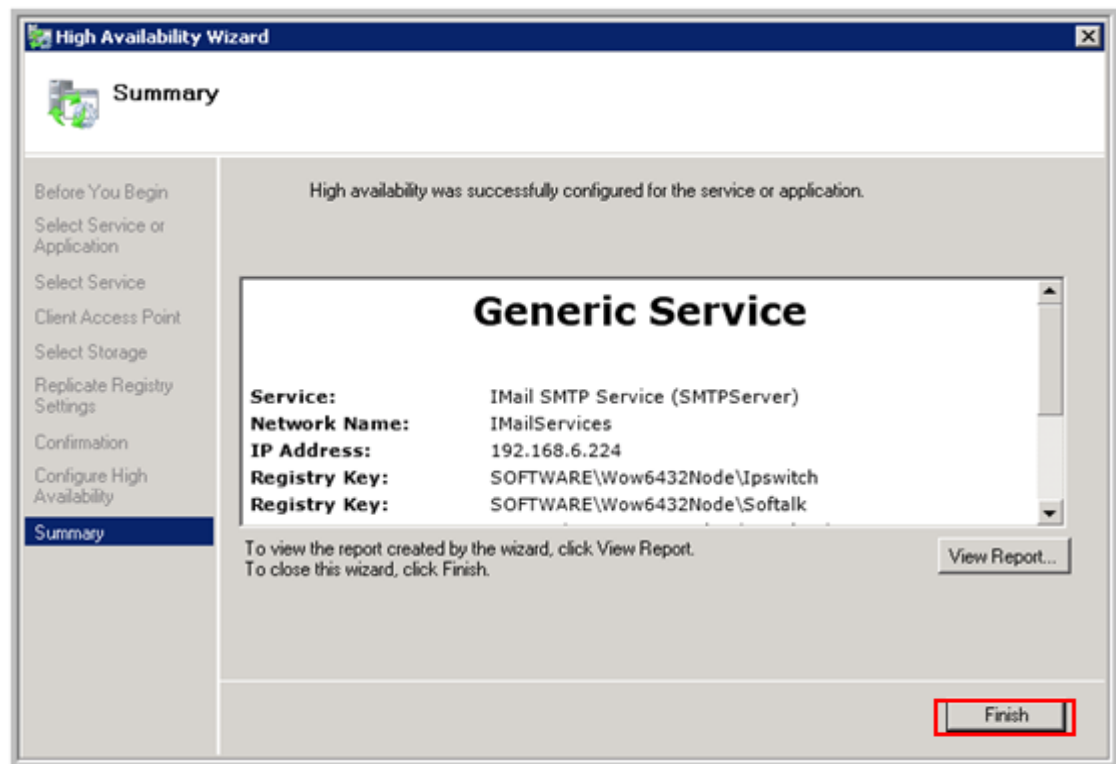 High Availability Wizard
Summary
Before You Begin
Select Service or
Application
Select Service
Client Access Point
Select Storage
Replicate Registry
Settings
Confirmation
Configure High
Availability
Summary
High availability was successfully configured for the service or application.
Generic Service
Service: IMail SMTP Service (SMTPServer)
Network Name: IMailServices
IP Address: 192.168.6.224
Registry Key: SOFTWARE\Wow6432Node\Ipswitch
Registry Key: SOFTWARE\Wow6432Node\Softalk
To view the report created by the wizard, click View Report.
To close this wizard, click Finish.
View Report...
Finish